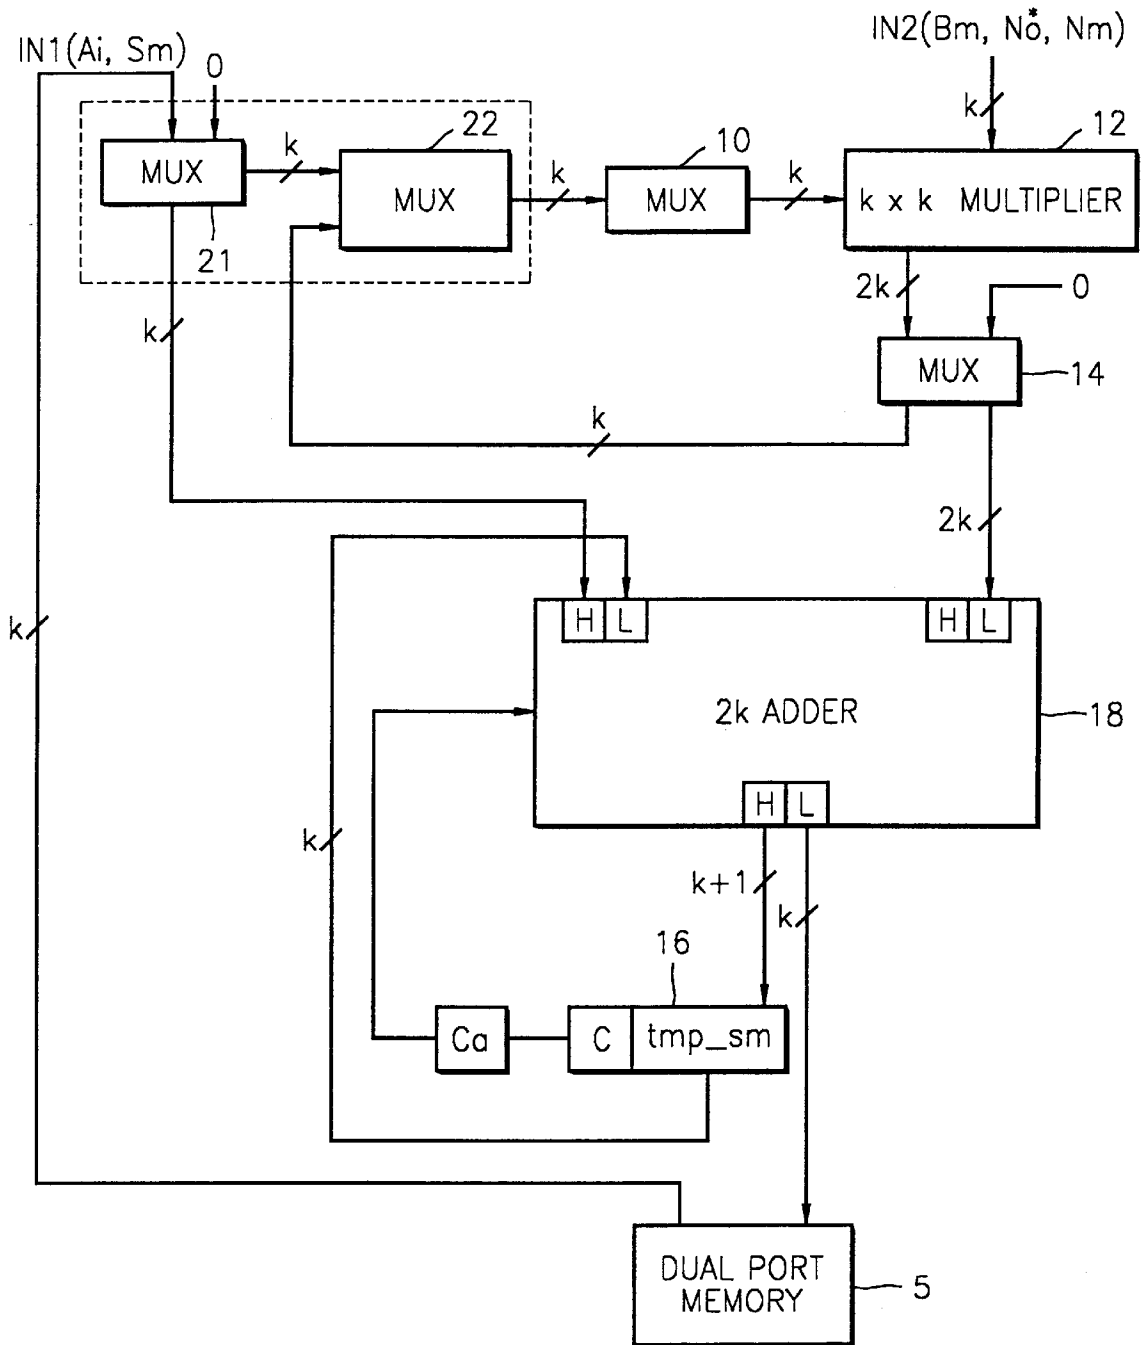 IN1(Ai, Sm)
0
IN2(Bm, No*, Nm)
k
MUX
21
k
MUX
22
k
MUX
10
k
k x k MULTIPLIER
12
2k
0
MUX
14
k
k
2k
k
H L
H L
2k ADDER
18
H L
k
k+1
k
16
Ca
C
tmp_sm
DUAL PORT
MEMORY
5